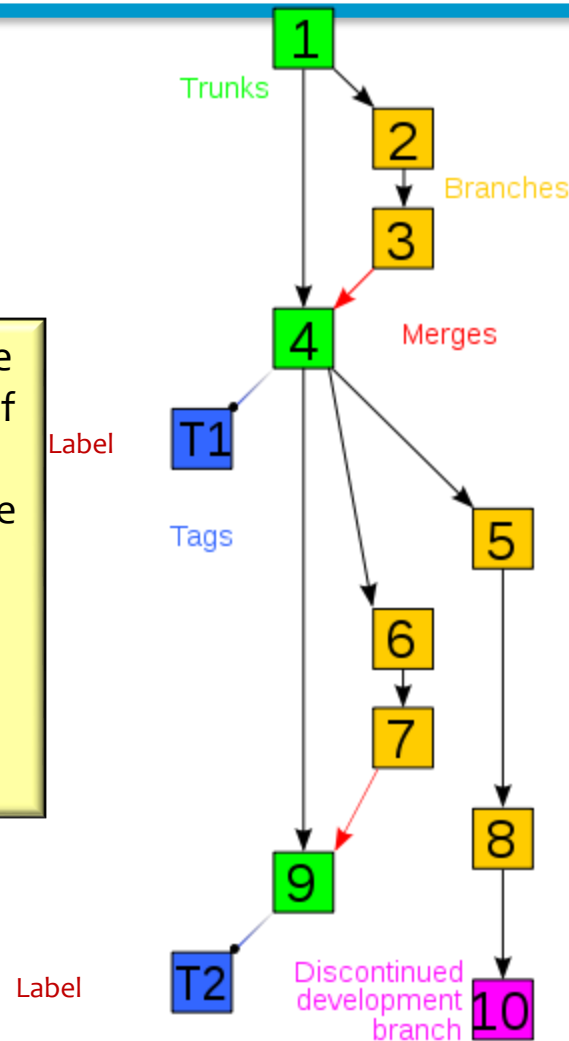 1
Trunks
2
Branches
3
4
Merges
e
f
Label
T1
e
Tags
5
6
7
8
9
T2
Label
Discontinued
development
branch
10